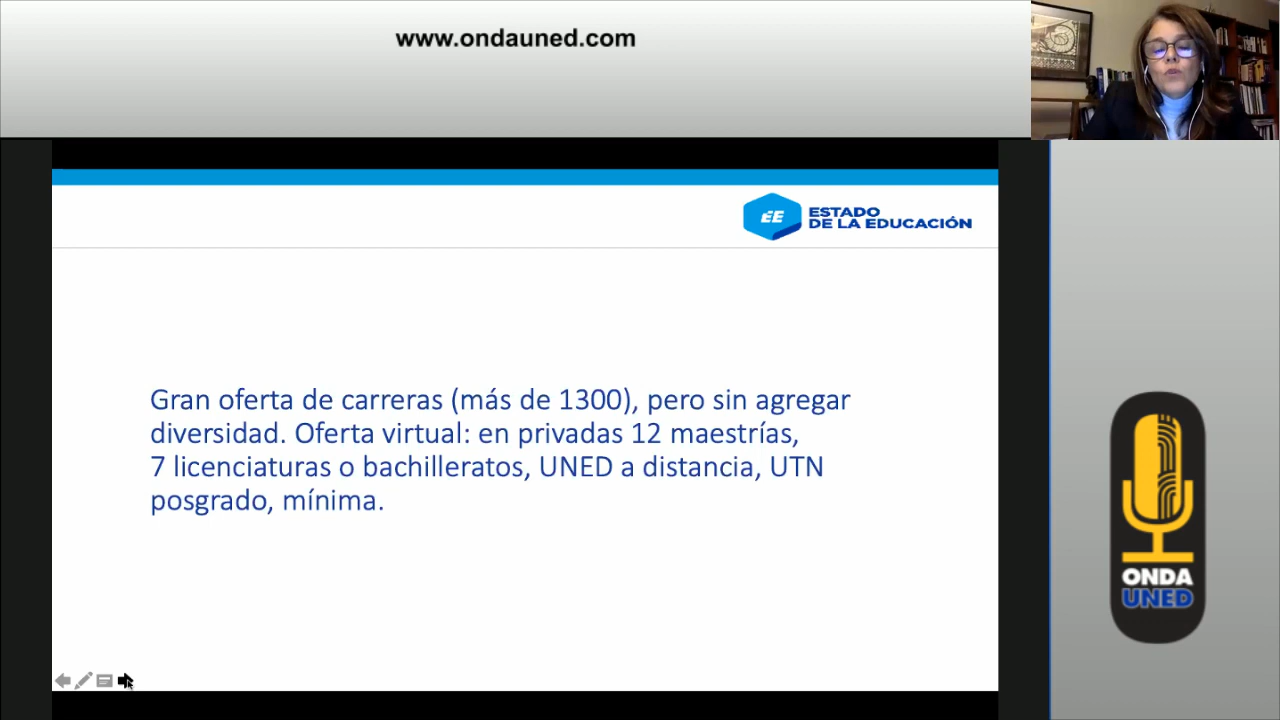 www.ondauned.com
ÉE
ESTADO
DE LA EDUCACIÓN
Gran oferta de carreras (más de 1300), pero sin agregar
diversidad. Oferta virtual: en privadas 12 maestrías,
7 licenciaturas o bachilleratos, UNED a distancia, UTN
posgrado, mínima.
ONDA
UNED